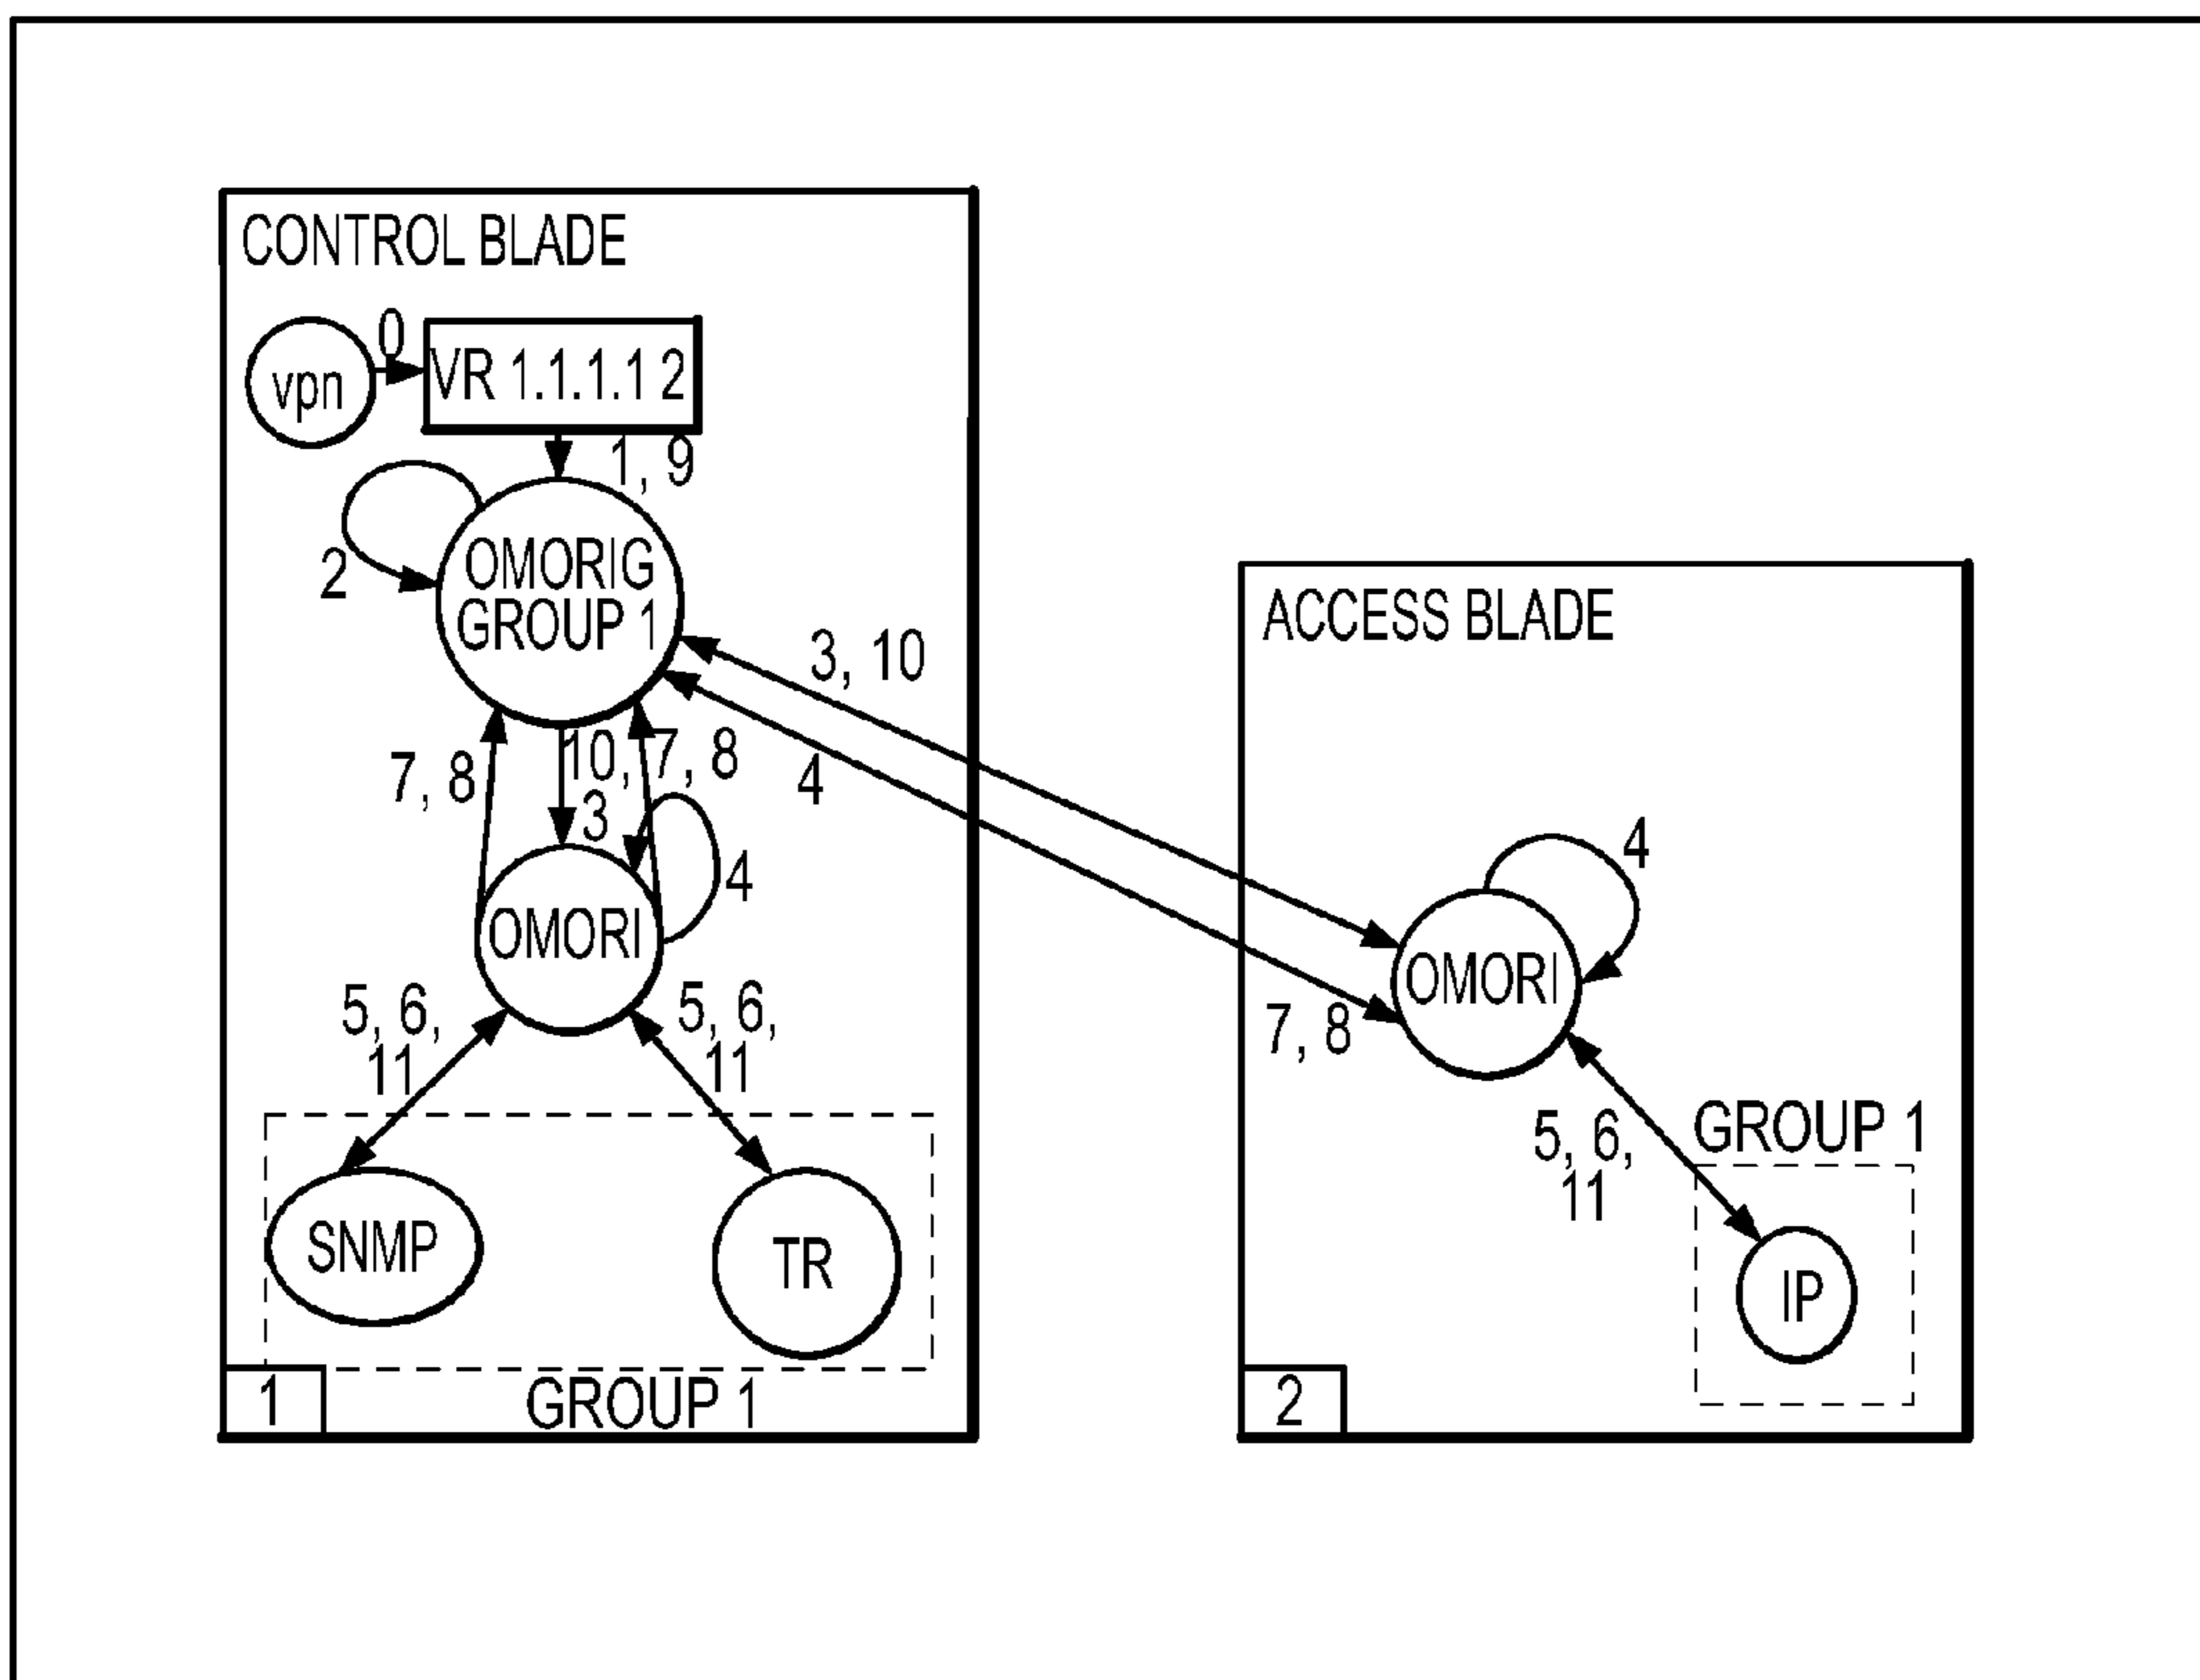 CONTROL BLADE
vpn
0
VR 1.1.1.1 2
1, 9
2
OMORIG
GROUP 1
3, 10
4
7, 8
10, 7, 8
3
4
OMORI
5, 6,
11
5, 6,
11
SNMP
TR
1
GROUP 1
ACCESS BLADE
4
OMORI
7, 8
5, 6,
11
GROUP 1
IP
2